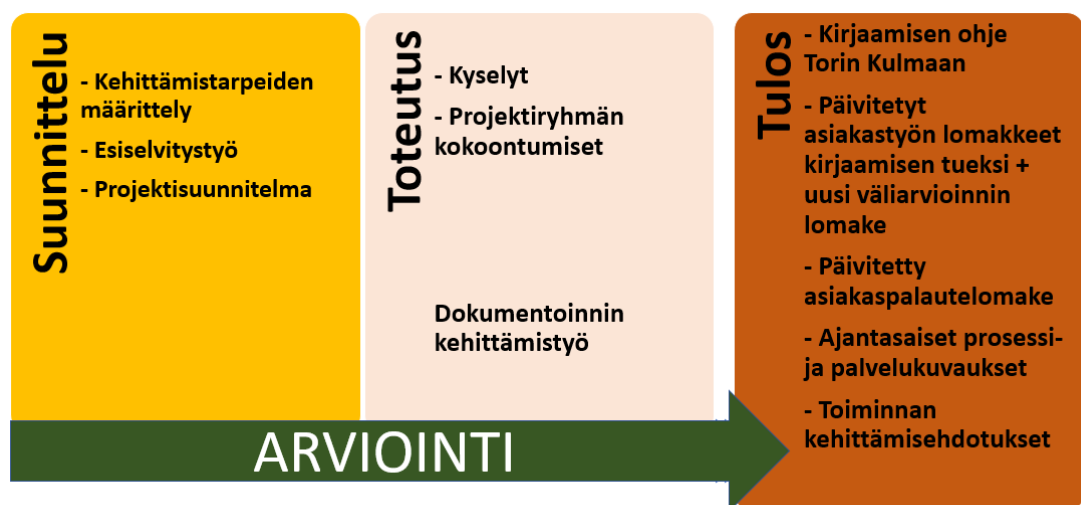 Suunnittelu
- Kehittämistarpeiden
määrittely
- Esiselvitystyö
- Projektisuunnitelma
Toteutus
- Kyselyt
- Projektiryhmän
kokoontumiset
Dokumentoinnin
kehittämistyö
Tulos
- Kirjaamisen ohje
Torin Kulmaan
- Päivitetyt
asiakastyön lomakkeet
kirjaamisen tueksi +
uusi väliarvioinnin
lomake
- Päivitetty
asiakaspalautelomake
- Ajantasaiset prosessi-
ja palvelukuvaukset
- Toiminnan
kehittämisehdotukset
ARVIOINTI